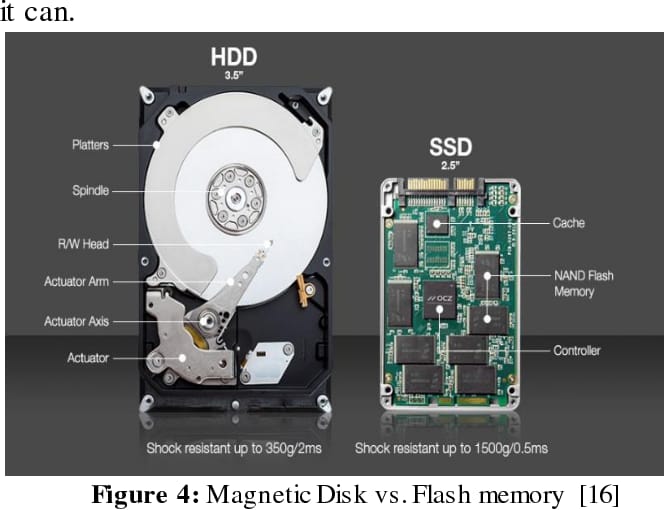 it can.
HDD
3.5"
Platters
Spindle
R/W Head
Actuator Arm
Actuator Axis
Actuator
Shock resistant up to 350g/2ms
SSD
2.5"
Cache
NAND Flash
Memory
OCZ
Controller
Shock resistant up to 1500g/0.5ms
Figure 4: Magnetic Disk vs. Flash memory [16]